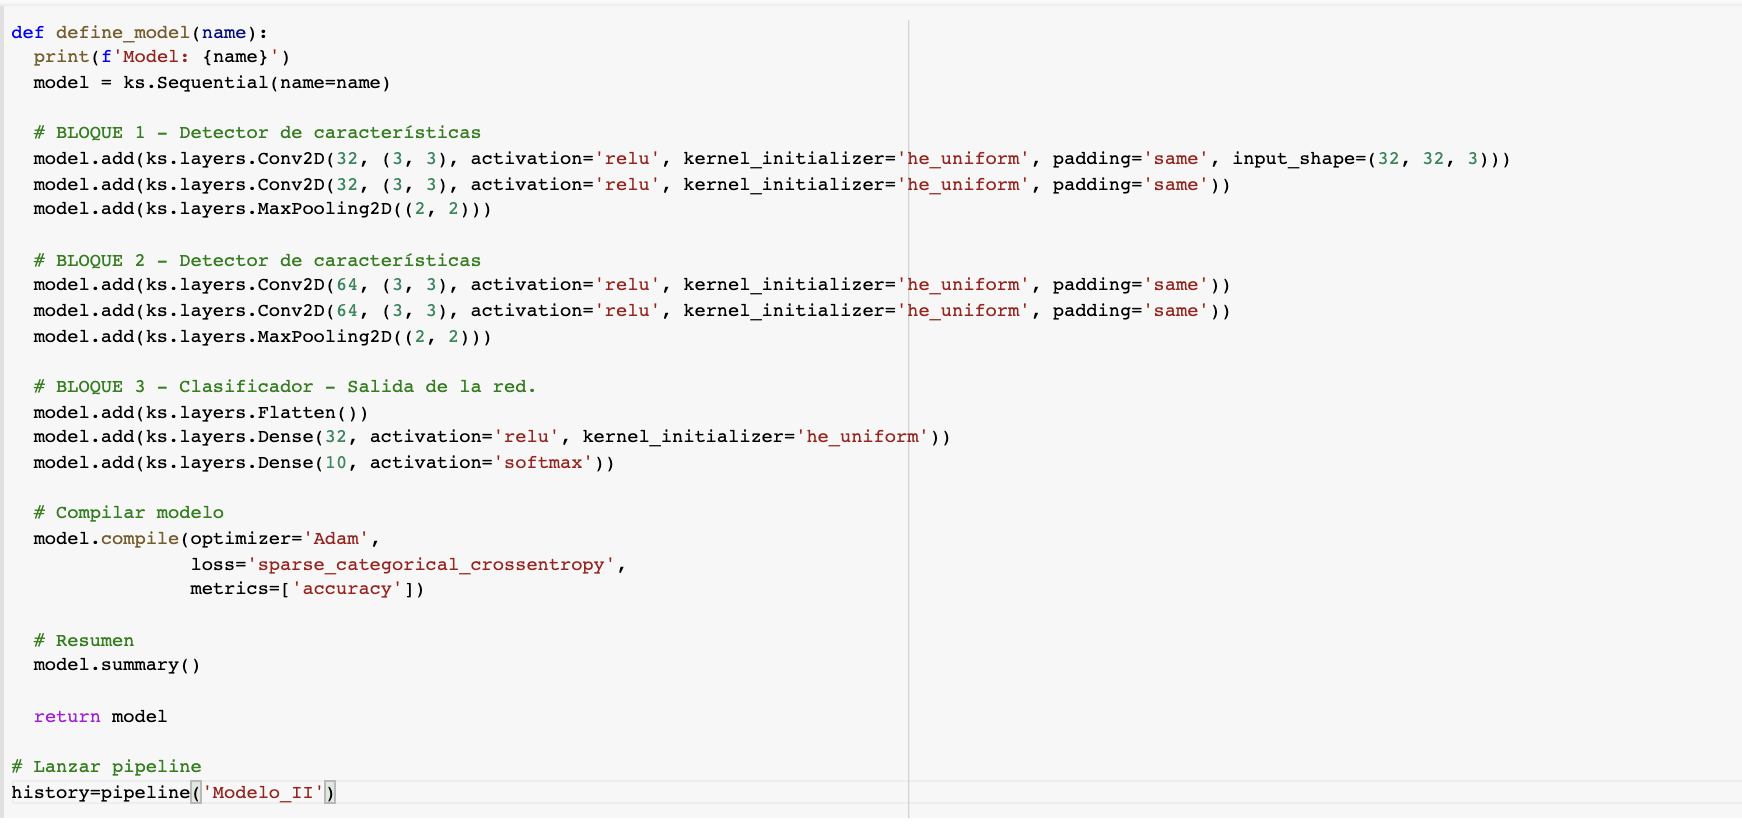 def define_model(name):
  print(f'Model: {name}')
  model = ks.Sequential(name=name)

  # BLOQUE 1 - Detector de características
  model.add(ks.layers.Conv2D(32, (3, 3), activation='relu', kernel_initializer='he_uniform', padding='same', input_shape=(32, 32, 3)))
  model.add(ks.layers.Conv2D(32, (3, 3), activation='relu', kernel_initializer='he_uniform', padding='same'))
  model.add(ks.layers.MaxPooling2D((2, 2)))

  # BLOQUE 2 - Detector de características
  model.add(ks.layers.Conv2D(64, (3, 3), activation='relu', kernel_initializer='he_uniform', padding='same'))
  model.add(ks.layers.Conv2D(64, (3, 3), activation='relu', kernel_initializer='he_uniform', padding='same'))
  model.add(ks.layers.MaxPooling2D((2, 2)))

  # BLOQUE 3 - Clasificador - Salida de la red.
  model.add(ks.layers.Flatten())
  model.add(ks.layers.Dense(32, activation='relu', kernel_initializer='he_uniform'))
  model.add(ks.layers.Dense(10, activation='softmax'))

  # Compilar modelo
  model.compile(optimizer='Adam',
                loss='sparse_categorical_crossentropy',
                metrics=['accuracy'])

  # Resumen
  model.summary()

  return model

# Lanzar pipeline
history=pipeline('Modelo_II')